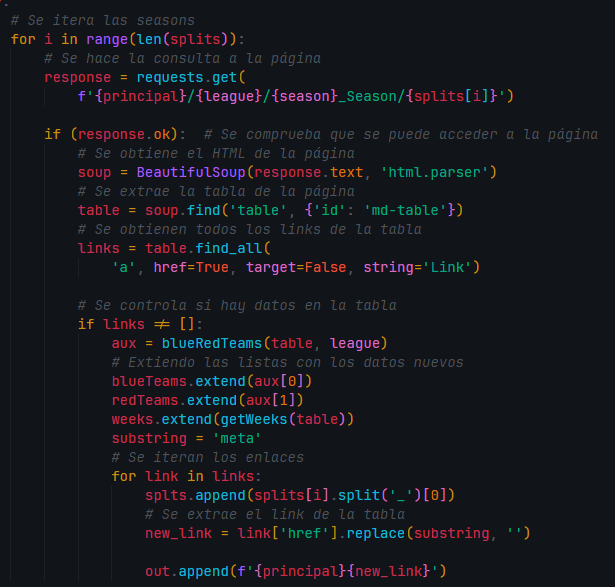 # Se itera las seasons
for i in range(len(splits)):
    # Se hace la consulta a la página
    response = requests.get(
        f'{principal}/{league}/{season}_Season/{splits[i]}')

    if (response.ok):  # Se comprueba que se puede acceder a la página
        # Se obtiene el HTML de la página
        soup = BeautifulSoup(response.text, 'html.parser')
        # Se extrae la tabla de la página
        table = soup.find('table', {'id': 'md-table'})
        # Se obtienen todos los links de la tabla
        links = table.find_all(
            'a', href=True, target=False, string='Link')

        # Se controla si hay datos en la tabla
        if links ≠ []:
            aux = blueRedTeams(table, league)
            # Extiendo las listas con los datos nuevos
            blueTeams.extend(aux[0])
            redTeams.extend(aux[1])
            weeks.extend(getWeeks(table))
            substring = 'meta'
            # Se iteran los enlaces
            for link in links:
                splts.append(splits[i].split('_')[0])
                # Se extrae el link de la tabla
                new_link = link['href'].replace(substring, '')

                out.append(f'{principal}{new_link}')